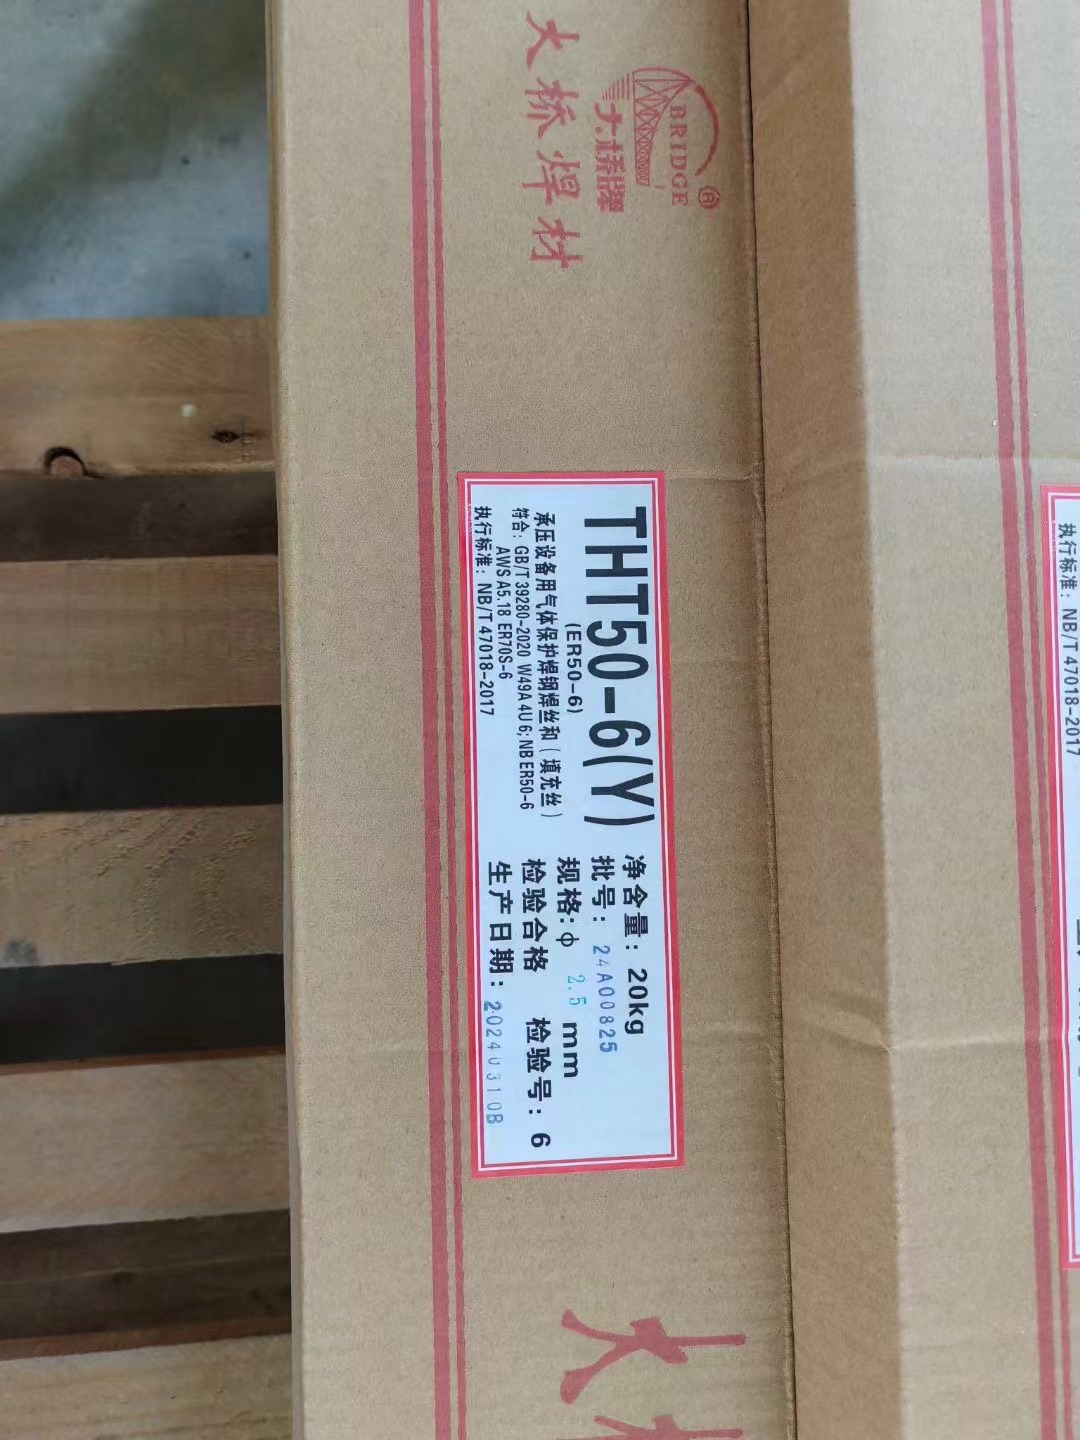 大桥焊材
BRIDGE
®
大桥牌
THT50-6(Y)
(ER50-6)
承压设备用气体保护焊钢焊丝和(填充丝)
符合: GB/T 39280-2020 W49A 4U 6; NB ER50-6
AWS A5.18 ER70S-6
执行标准: NB/T 47018-2017
净含量: 20kg
批号: 24A00825
规格:φ 2.5 mm
检验合格 检验号: 6
生产日期: 20240310B
大
执行标准: NB/T 47018-2017